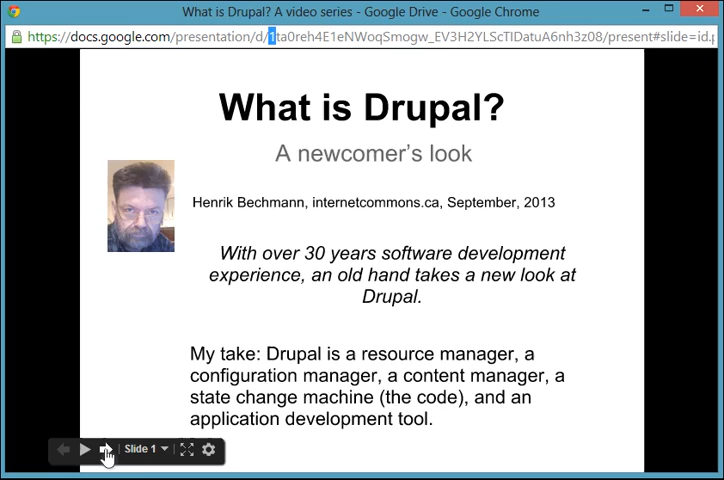 What is Drupal? A video series - Google Drive - Google Chrome
https://docs.google.com/presentation/d/1ta0reh4E1eNWoqSmogw_EV3H2YLScTIDatuA6nh3z08/present#slide=id.p
What is Drupal?
A newcomer's look
Henrik Bechmann, internetcommons.ca, September, 2013
With over 30 years software development
experience, an old hand takes a new look at
Drupal.
My take: Drupal is a resource manager, a
configuration manager, a content manager, a
state change machine (the code), and an
application development tool.
Slide 1